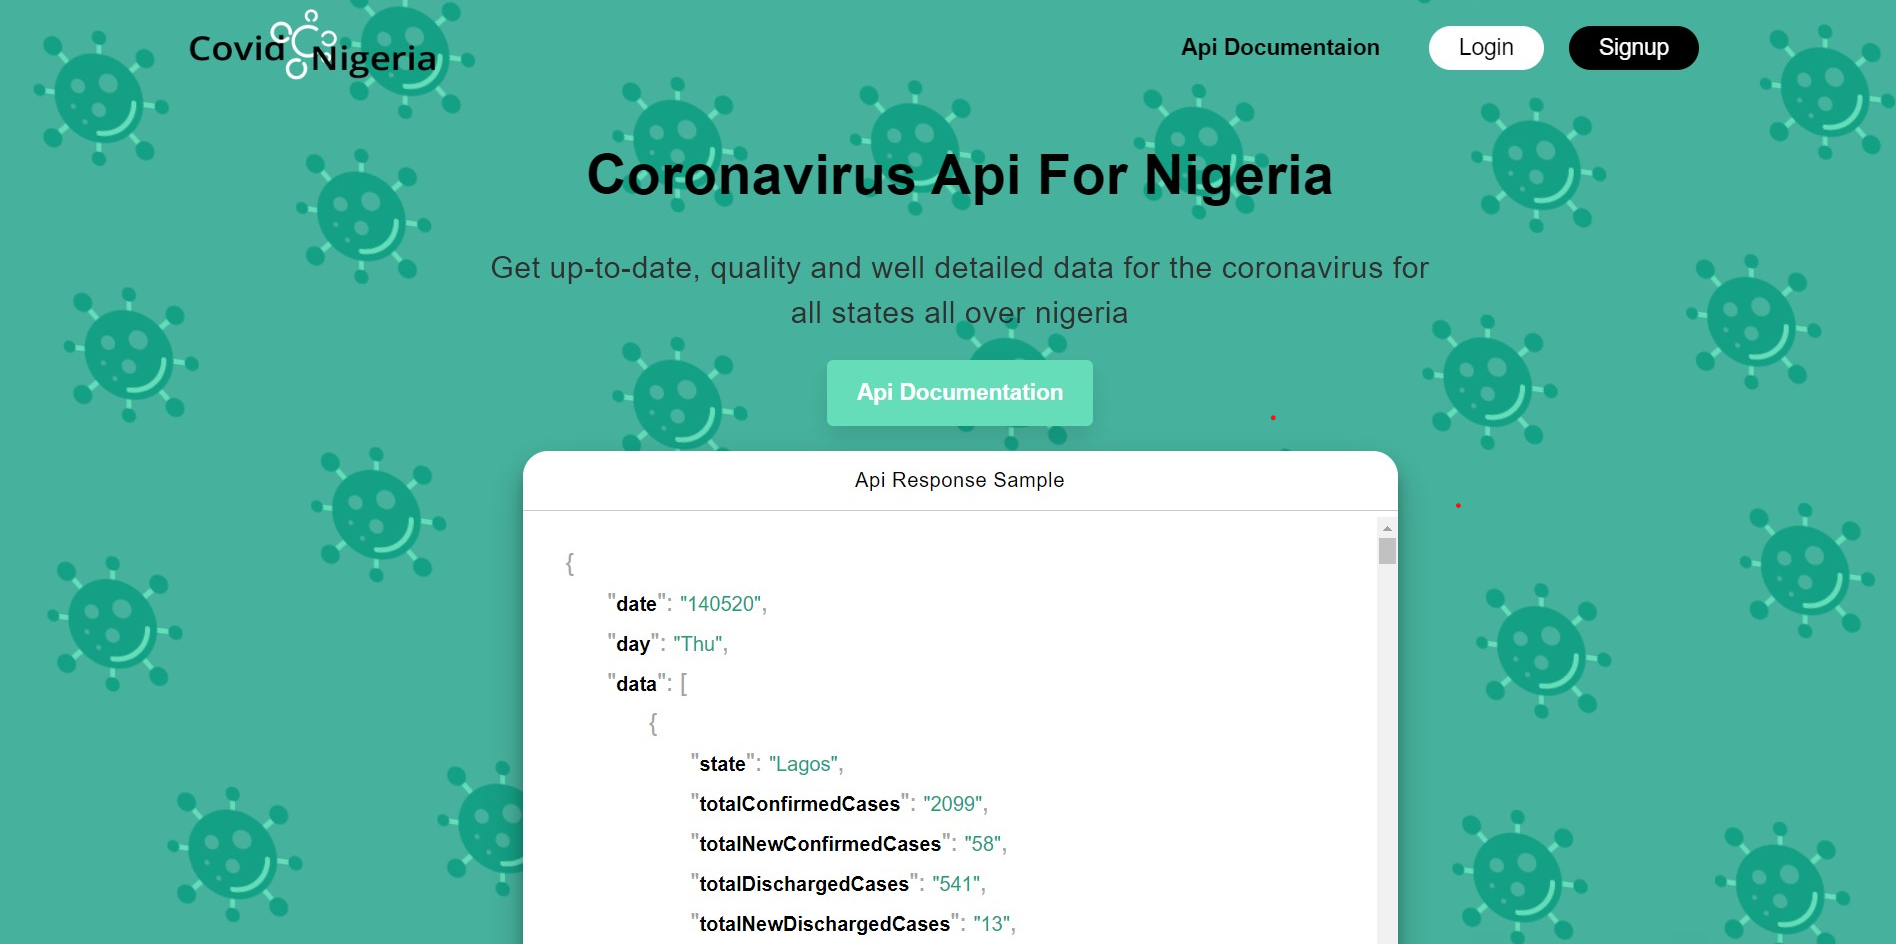 Covid Nigeria
Api Documentaion
Login
Signup
Coronavirus Api For Nigeria
Get up-to-date, quality and well detailed data for the coronavirus for
all states all over nigeria
Api Documentation
Api Response Sample
{
"date": "140520",
"day": "Thu",
"data": [
{
"state": "Lagos",
"totalConfirmedCases": "2099",
"totalNewConfirmedCases": "58",
"totalDischargedCases": "541",
"totalNewDischargedCases": "13",